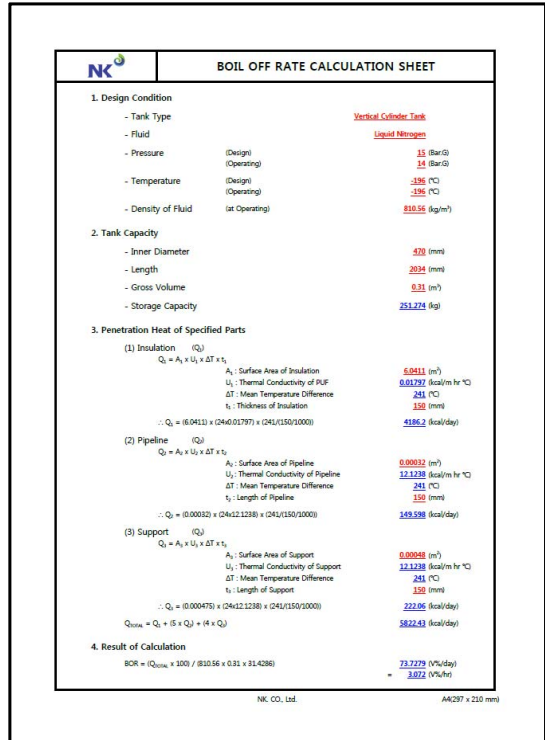 NK
BOIL OFF RATE CALCULATION SHEET
1. Design Condition
- Tank Type Vertical Cylinder Tank
- Fluid Liquid Nitrogen
- Pressure (Design) 15 (Bar.G)
(Operating) 14 (Bar.G)
- Temperature (Design) -196 (℃)
(Operating) -196 (℃)
- Density of Fluid (at Operating) 810.56 (kg/m³)
2. Tank Capacity
- Inner Diameter 470 (mm)
- Length 2034 (mm)
- Gross Volume 0.31 (m³)
- Storage Capacity 251.274 (kg)
3. Penetration Heat of Specified Parts
(1) Insulation (Q₁)
Q₁ = A₁ x U₁ x ΔT x t₁
A₁ : Surface Area of Insulation 6.0411 (m²)
U₁ : Thermal Conductivity of PUF 0.01797 (kcal/m hr ℃)
ΔT : Mean Temperature Difference 241 (℃)
t₁ : Thickness of Insulation 150 (mm)
∴ Q₁ = (6.0411) x (24x0.01797) x (241/(150/1000)) 4186.2 (kcal/day)
(2) Pipeline (Q₂)
Q₂ = A₂ x U₂ x ΔT x t₂
A₂ : Surface Area of Pipeline 0.00032 (m²)
U₂ : Thermal Conductivity of Pipeline 12.1238 (kcal/m hr ℃)
ΔT : Mean Temperature Difference 241 (℃)
t₂ : Length of Pipeline 150 (mm)
∴ Q₂ = (0.00032) x (24x12.1238) x (241/(150/1000)) 149.598 (kcal/day)
(3) Support (Q₃)
Q₃ = A₃ x U₃ x ΔT x t₃
A₃ : Surface Area of Support 0.00048 (m²)
U₃ : Thermal Conductivity of Support 12.1238 (kcal/m hr ℃)
ΔT : Mean Temperature Difference 241 (℃)
t₃ : Length of Support 150 (mm)
∴ Q₃ = (0.000475) x (24x12.1238) x (241/(150/1000)) 222.06 (kcal/day)
Q_TOTAL = Q₁ + (5 x Q₂) + (4 x Q₃) 5822.43 (kcal/day)
4. Result of Calculation
BOR = (Q_TOTAL x 100) / (810.56 x 0.31 x 31.4286) 73.7279 (V%/day)
= 3.072 (V%/hr)
NK. CO., Ltd. A4(297 x 210 mm)